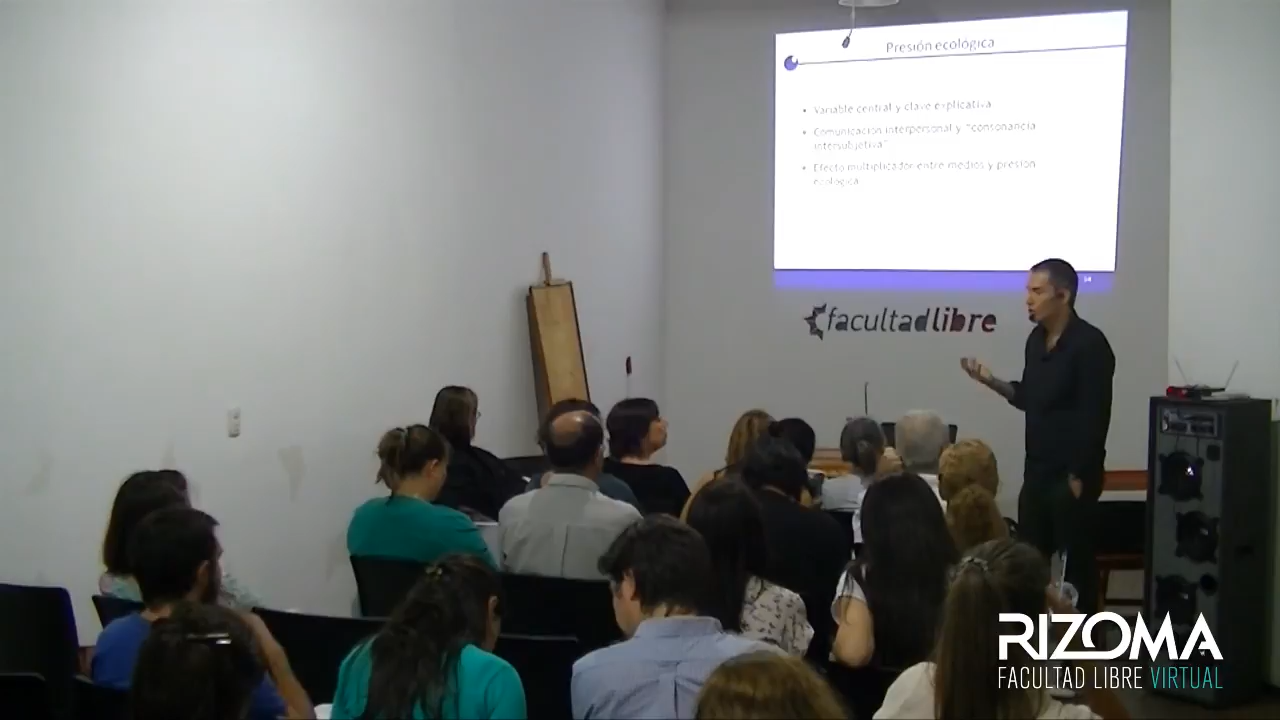 Presión ecológica
• Variable central y clave explicativa
• Comunicación interpersonal y "consonancia
intersubjetiva"
• Efecto multiplicador entre medios y presión
ecológica
14
facultadlibre
RIZOMA
FACULTAD LIBRE VIRTUAL